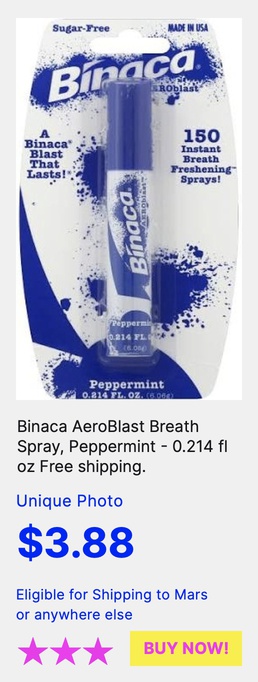 Sugar-Free MADE IN USA
Binaca
AEROblast
A
Binaca®
Blast
That
Lasts!
150
Instant
Breath
Freshening
Sprays!
Binaca
AEROblast
Peppermint
0.214 FL.
(6.06g)
Peppermint
0.214 FL. OZ. (6.06g)
Binaca AeroBlast Breath
Spray, Peppermint - 0.214 fl
oz Free shipping.
Unique Photo
$3.88
Eligible for Shipping to Mars
or anywhere else
BUY NOW!